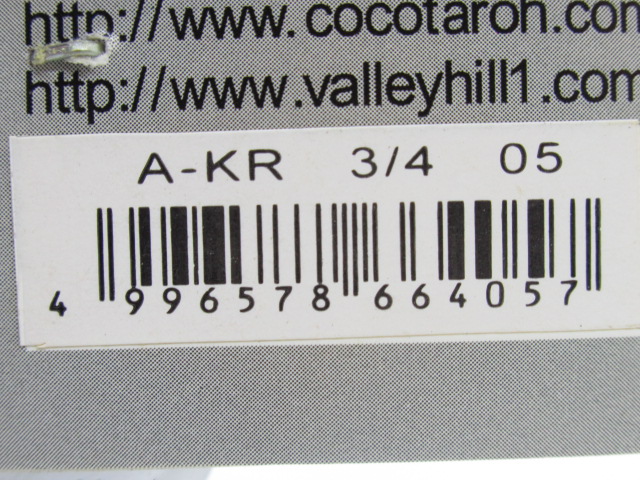 http://www. cocotaroh.com
http://www.valleyhill1.com
A-KR 3/4 05
4 996578 664057